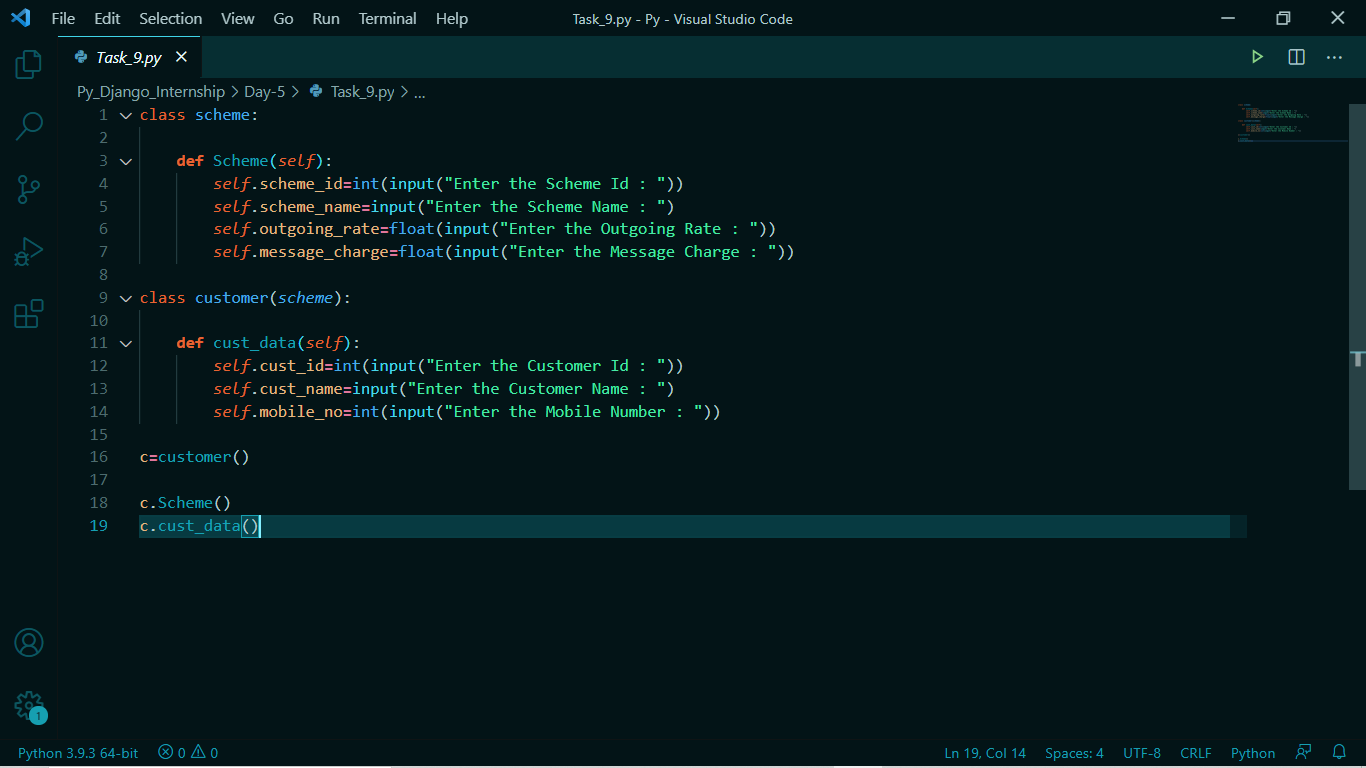 File Edit Selection View Go Run Terminal Help Task_9.py - Py - Visual Studio Code
Task_9.py
Py_Django_Internship > Day-5 > Task_9.py > ...
1 class scheme:
2
3     def Scheme(self):
4         self.scheme_id=int(input("Enter the Scheme Id : "))
5         self.scheme_name=input("Enter the Scheme Name : ")
6         self.outgoing_rate=float(input("Enter the Outgoing Rate : "))
7         self.message_charge=float(input("Enter the Message Charge : "))
8
9 class customer(scheme):
10
11     def cust_data(self):
12         self.cust_id=int(input("Enter the Customer Id : "))
13         self.cust_name=input("Enter the Customer Name : ")
14         self.mobile_no=int(input("Enter the Mobile Number : "))
15
16 c=customer()
17
18 c.Scheme()
19 c.cust_data()
1
Python 3.9.3 64-bit 0 0 Ln 19, Col 14 Spaces: 4 UTF-8 CRLF Python